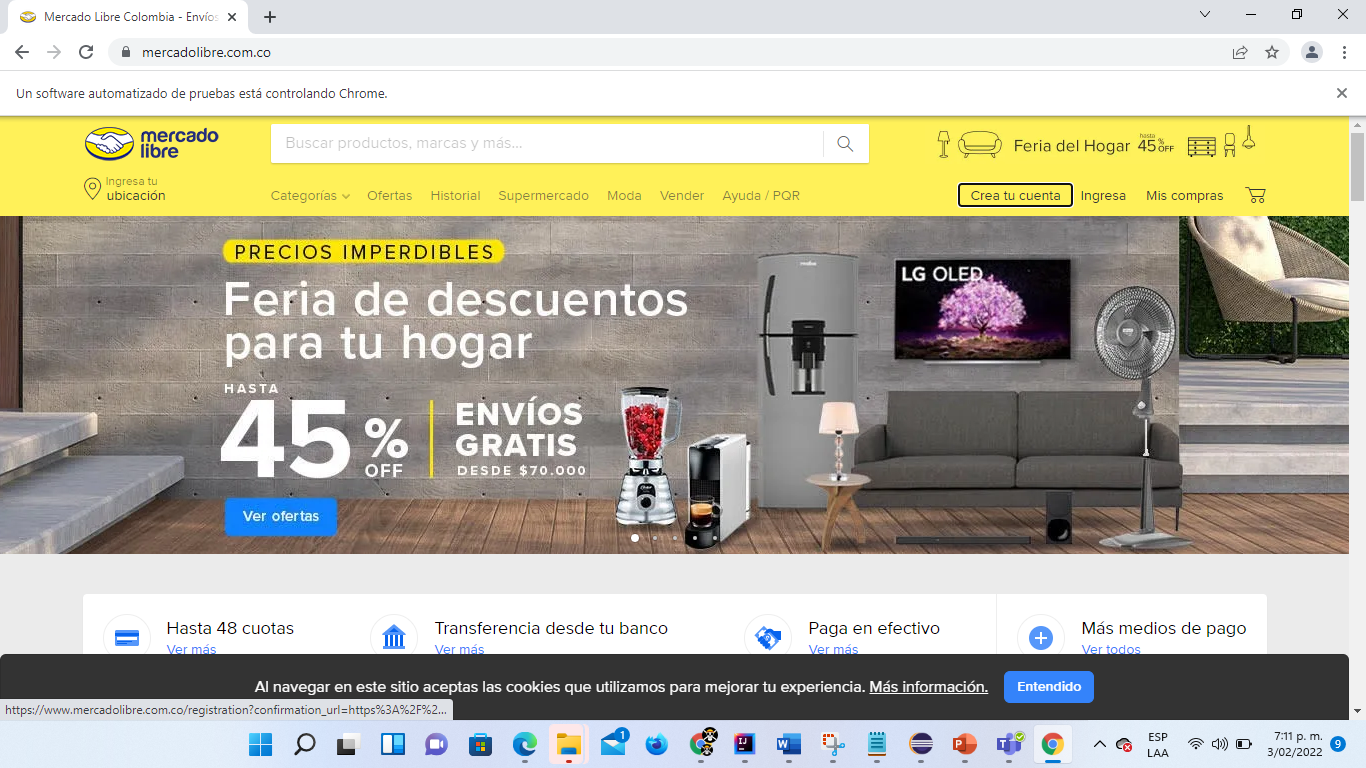 Mercado Libre Colombia - Envíos
mercadolibre.com.co
Un software automatizado de pruebas está controlando Chrome.
mercado
libre
Buscar productos, marcas y más...
Feria del Hogar hasta 45% OFF
Ingresa tu
ubicación
Categorías Ofertas Historial Supermercado Moda Vender Ayuda / PQR
Crea tu cuenta Ingresa Mis compras
PRECIOS IMPERDIBLES
Feria de descuentos
para tu hogar
HASTA
45% OFF
ENVÍOS
GRATIS
DESDE $70.000
Ver ofertas
LG OLED
Hasta 48 cuotas
Ver más
Transferencia desde tu banco
Ver más
Paga en efectivo
Ver más
Más medios de pago
Ver todos
Al navegar en este sitio aceptas las cookies que utilizamos para mejorar tu experiencia. Más información.
Entendido
https://www.mercadolibre.com.co/registration?confirmation_url=https%3A%2F%2...
1
ESP
LAA
7:11 p. m.
3/02/2022
9